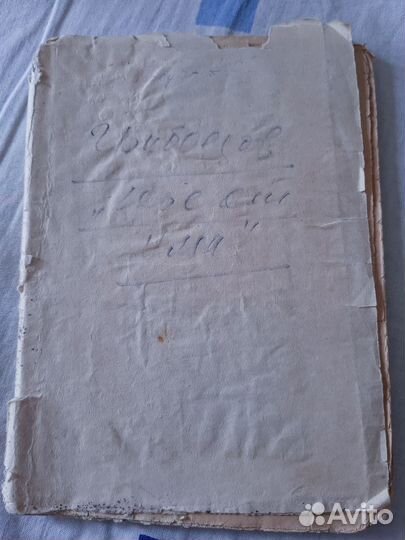 Грибоедов
"Горе от
"ума"
Avito